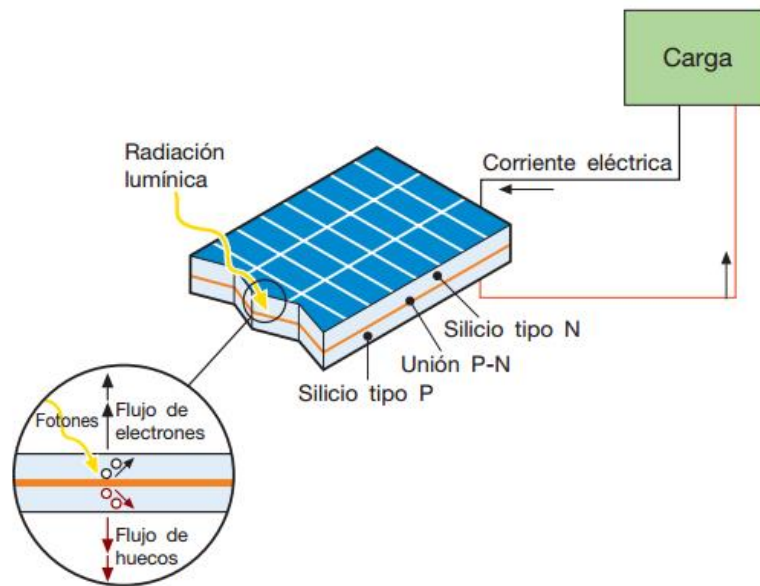 Carga
Radiación
lumínica
Corriente eléctrica
Silicio tipo N
Unión P-N
Silicio tipo P
Fotones
Flujo de
electrones
Flujo de
huecos